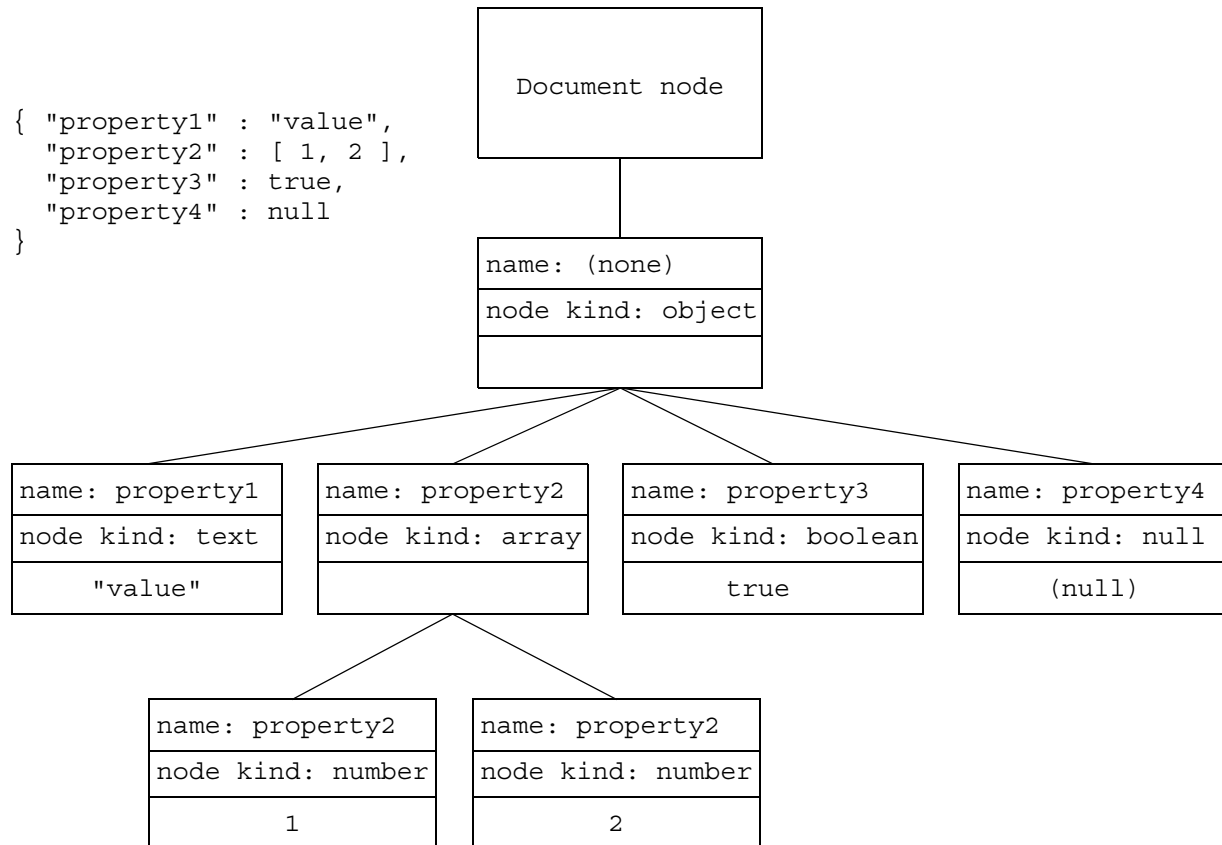 Document node
{ "property1" : "value",
  "property2" : [ 1, 2 ],
  "property3" : true,
  "property4" : null
}
name: (none)
node kind: object
name: property1
node kind: text
"value"
name: property2
node kind: array
name: property3
node kind: boolean
true
name: property4
node kind: null
(null)
name: property2
node kind: number
1
name: property2
node kind: number
2